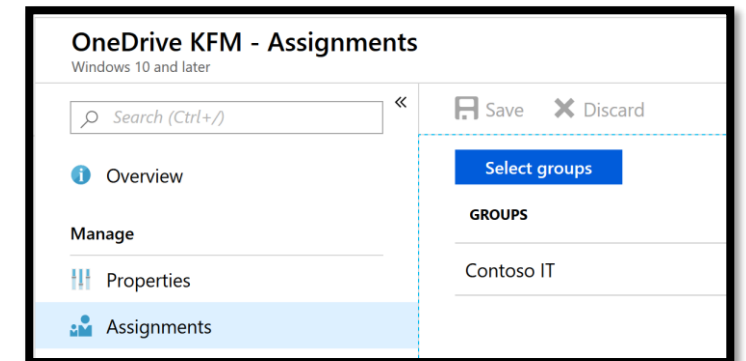 OneDrive KFM - Assignments
Windows 10 and later
Search (Ctrl+/)
«
Overview
Manage
Properties
Assignments
Save Discard
Select groups
GROUPS
Contoso IT